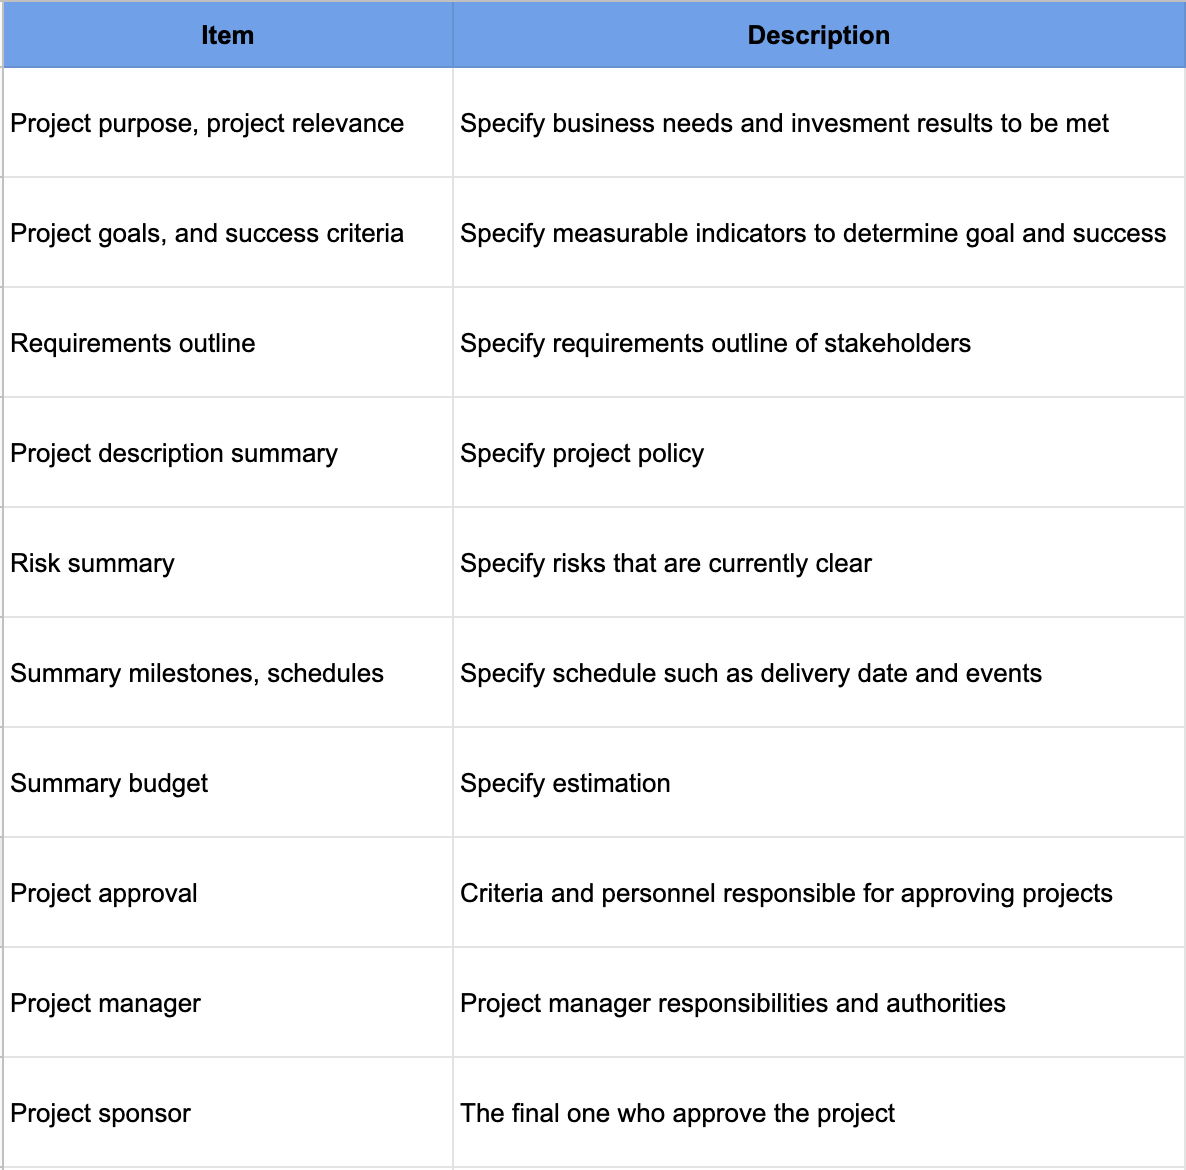 Item Description
Project purpose, project relevance Specify business needs and invesment results to be met
Project goals, and success criteria Specify measurable indicators to determine goal and success
Requirements outline Specify requirements outline of stakeholders
Project description summary Specify project policy
Risk summary Specify risks that are currently clear
Summary milestones, schedules Specify schedule such as delivery date and events
Summary budget Specify estimation
Project approval Criteria and personnel responsible for approving projects
Project manager Project manager responsibilities and authorities
Project sponsor The final one who approve the project